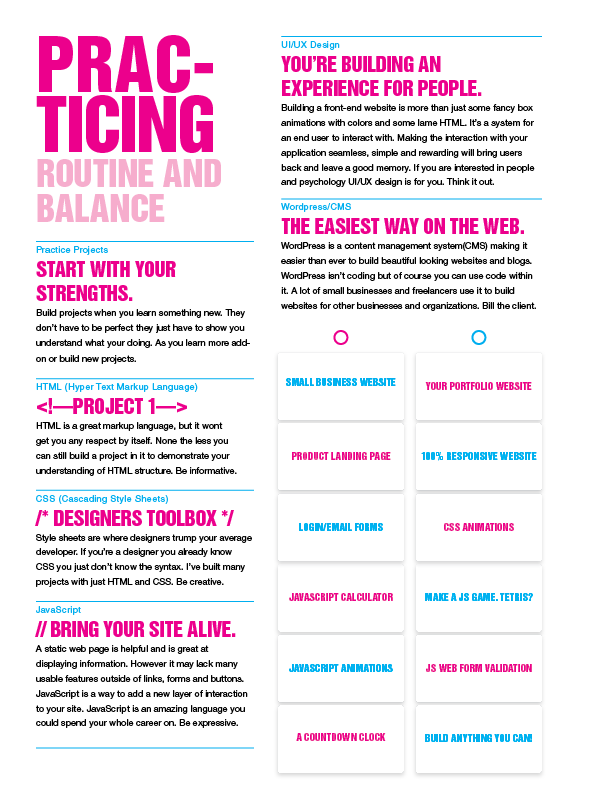 PRAC-
TICING
ROUTINE AND
BALANCE
Practice Projects
START WITH YOUR
STRENGTHS.
Build projects when you learn something new. They
don't have to be perfect they just have to show you
understand what your doing. As you learn more add-
on or build new projects.
HTML (Hyper Text Markup Language)
<!—PROJECT 1—>
HTML is a great markup language, but it wont
get you any respect by itself. None the less you
can still build a project in it to demonstrate your
understanding of HTML structure. Be informative.
CSS (Cascading Style Sheets)
/* DESIGNERS TOOLBOX */
Style sheets are where designers trump your average
developer. If you're a designer you already know
CSS you just don't know the syntax. I've built many
projects with just HTML and CSS. Be creative.
JavaScript
// BRING YOUR SITE ALIVE.
A static web page is helpful and is great at
displaying information. However it may lack many
usable features outside of links, forms and buttons.
JavaScript is a way to add a new layer of interaction
to your site. JavaScript is an amazing language you
could spend your whole career on. Be expressive.
UI/UX Design
YOU'RE BUILDING AN
EXPERIENCE FOR PEOPLE.
Building a front-end website is more than just some fancy box
animations with colors and some lame HTML. It's a system for
an end user to interact with. Making the interaction with your
application seamless, simple and rewarding will bring users
back and leave a good memory. If you are interested in people
and psychology UI/UX design is for you. Think it out.
Wordpress/CMS
THE EASIEST WAY ON THE WEB.
WordPress is a content management system(CMS) making it
easier than ever to build beautiful looking websites and blogs.
WordPress isn't coding but of course you can use code within
it. A lot of small businesses and freelancers use it to build
websites for other businesses and organizations. Bill the client.
SMALL BUSINESS WEBSITE
YOUR PORTFOLIO WEBSITE
PRODUCT LANDING PAGE
100% RESPONSIVE WEBSITE
LOGIN/EMAIL FORMS
CSS ANIMATIONS
JAVASCRIPT CALCULATOR
MAKE A JS GAME. TETRIS?
JAVASCRIPT ANIMATIONS
JS WEB FORM VALIDATION
A COUNTDOWN CLOCK
BUILD ANYTHING YOU CAN!